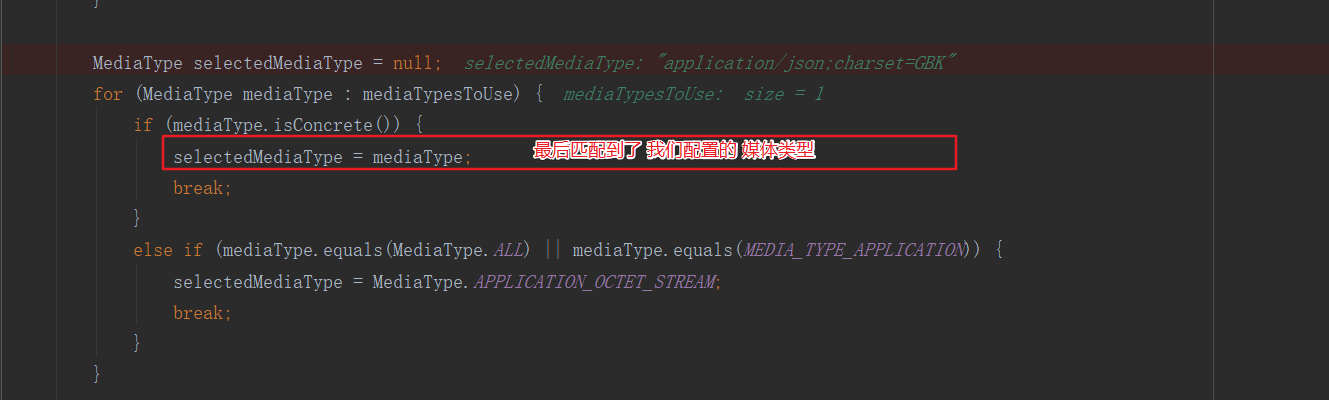 }
MediaType selectedMediaType = null; selectedMediaType: "application/json;charset=GBK"
for (MediaType mediaType : mediaTypesToUse) { mediaTypesToUse: size = 1
if (mediaType.isConcrete()) {
selectedMediaType = mediaType; 最后匹配到了 我们配置的 媒体类型
break;
}
else if (mediaType.equals(MediaType.ALL) || mediaType.equals(MEDIA_TYPE_APPLICATION)) {
selectedMediaType = MediaType.APPLICATION_OCTET_STREAM;
break;
}
}